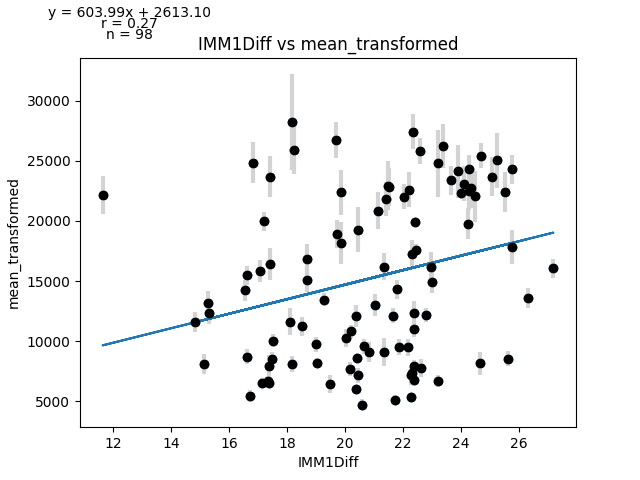 y = 603.99x + 2613.10
r = 0.27
n = 98
IMM1Diff vs mean_transformed
30000
25000
20000
15000
10000
5000
mean_transformed
12 14 16 18 20 22 24 26
IMM1Diff